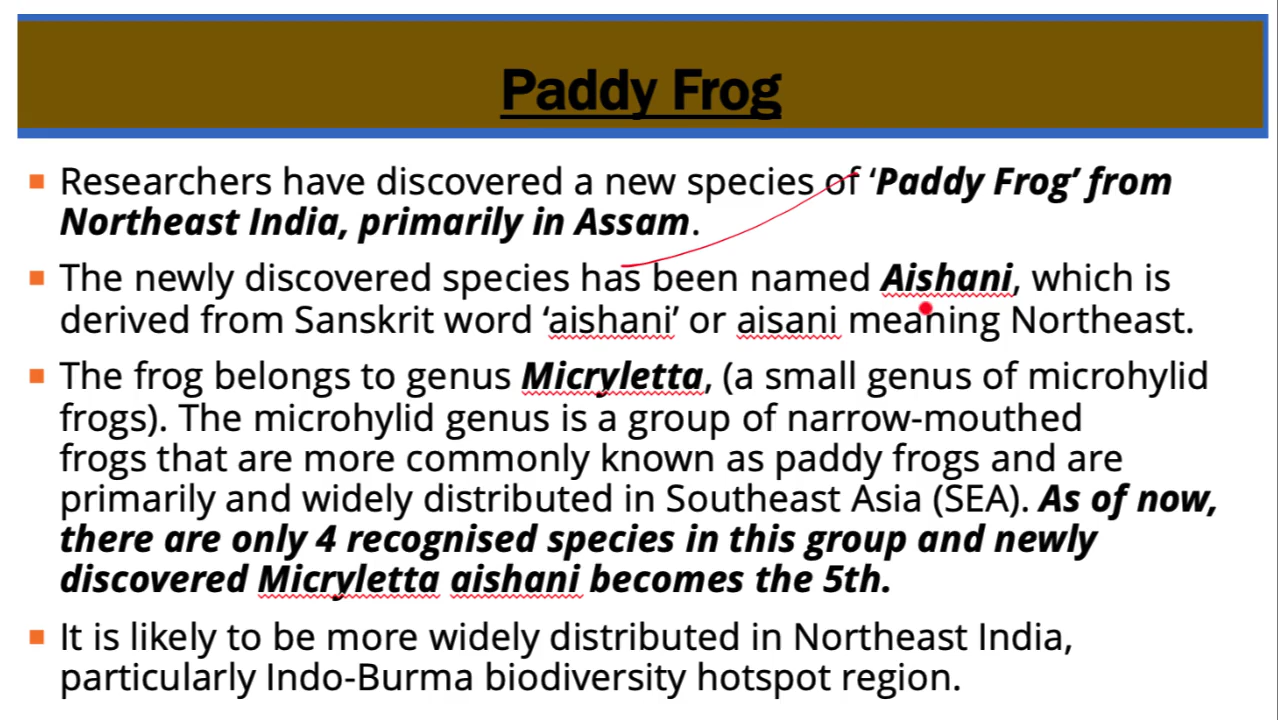 Paddy Frog
Researchers have discovered a new species of ‘Paddy Frog’ from
Northeast India, primarily in Assam.
The newly discovered species has been named Aishani, which is
derived from Sanskrit word ‘aishani’ or aisani meaning Northeast.
The frog belongs to genus Micryletta, (a small genus of microhylid
frogs). The microhylid genus is a group of narrow-mouthed
frogs that are more commonly known as paddy frogs and are
primarily and widely distributed in Southeast Asia (SEA). As of now,
there are only 4 recognised species in this group and newly
discovered Micryletta aishani becomes the 5th.
It is likely to be more widely distributed in Northeast India,
particularly Indo-Burma biodiversity hotspot region.